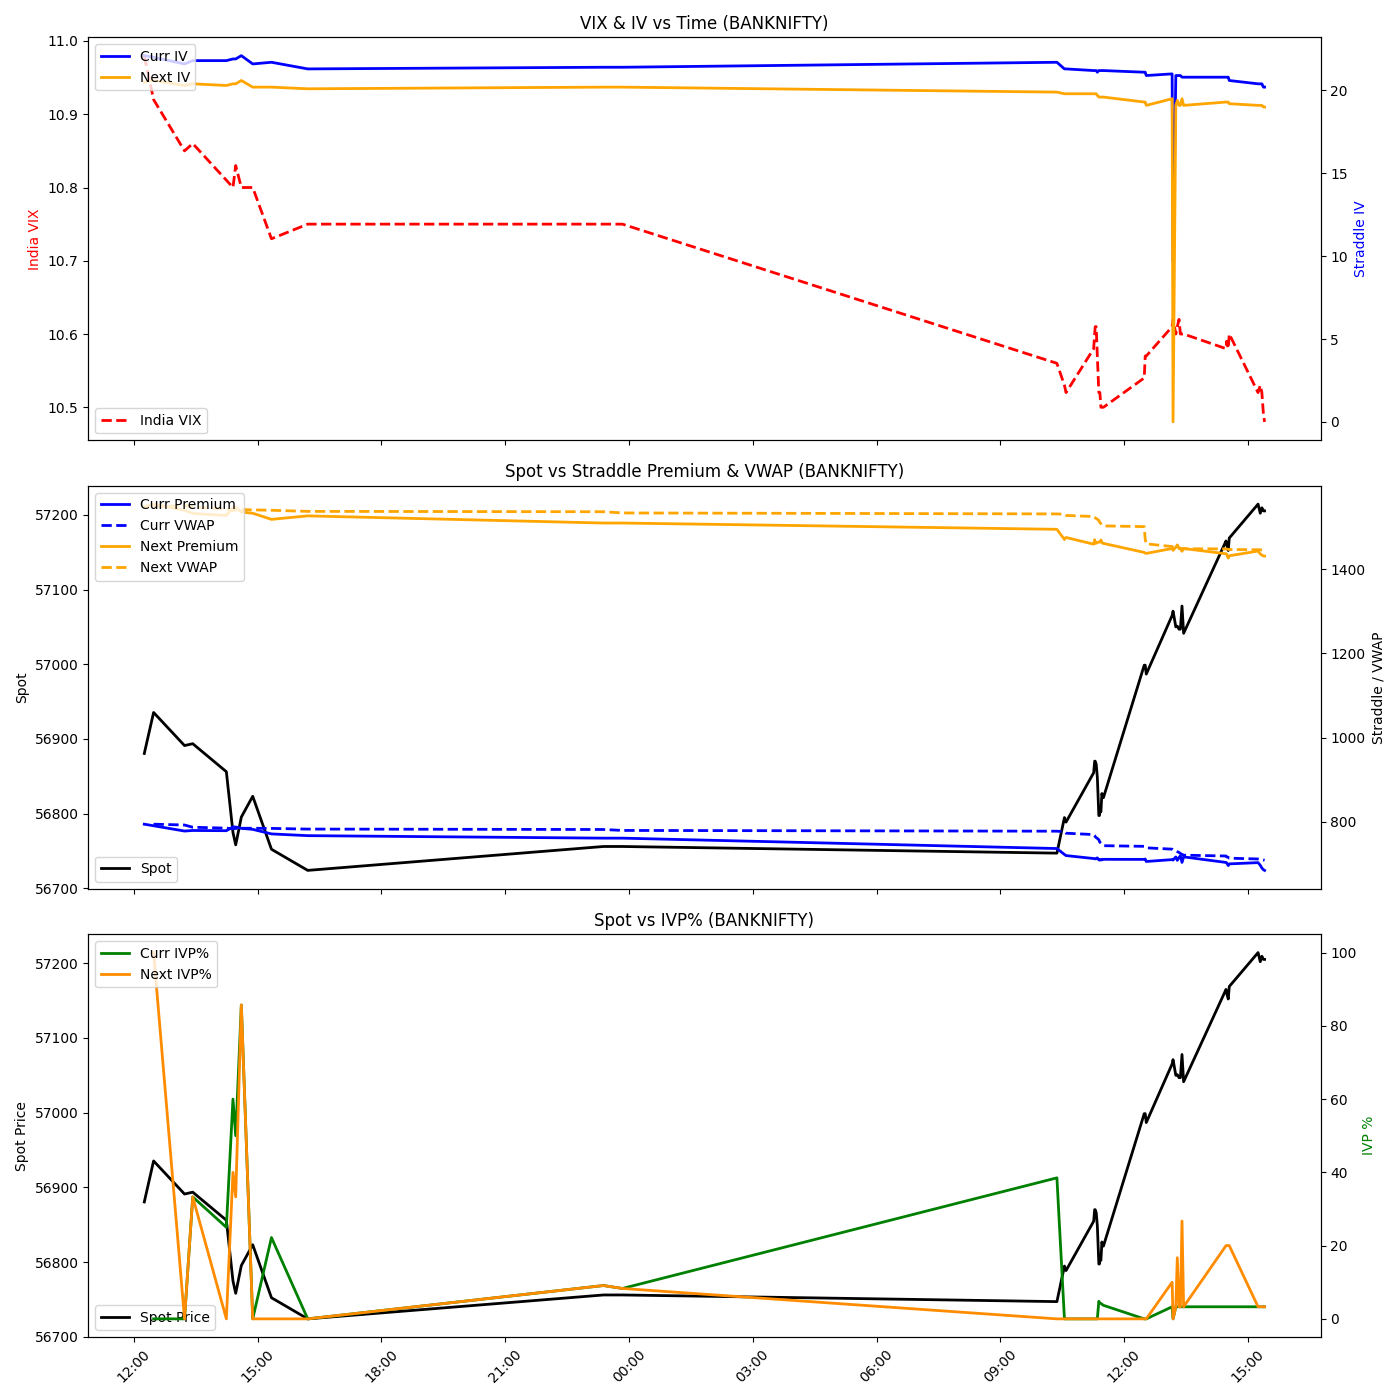 VIX & IV vs Time (BANKNIFTY)
11.0
10.9
10.8
10.7
10.6
10.5
India VIX
Curr IV
Next IV
India VIX
20
15
10
5
0
Straddle IV
Spot vs Straddle Premium & VWAP (BANKNIFTY)
57200
57100
57000
56900
56800
56700
Spot
Curr Premium
Curr VWAP
Next Premium
Next VWAP
Spot
1400
1200
1000
800
Straddle / VWAP
Spot vs IVP% (BANKNIFTY)
57200
57100
57000
56900
56800
56700
Spot Price
Curr IVP%
Next IVP%
Spot Price
100
80
60
40
20
0
IVP %
12:00
15:00
18:00
21:00
00:00
03:00
06:00
09:00
12:00
15:00